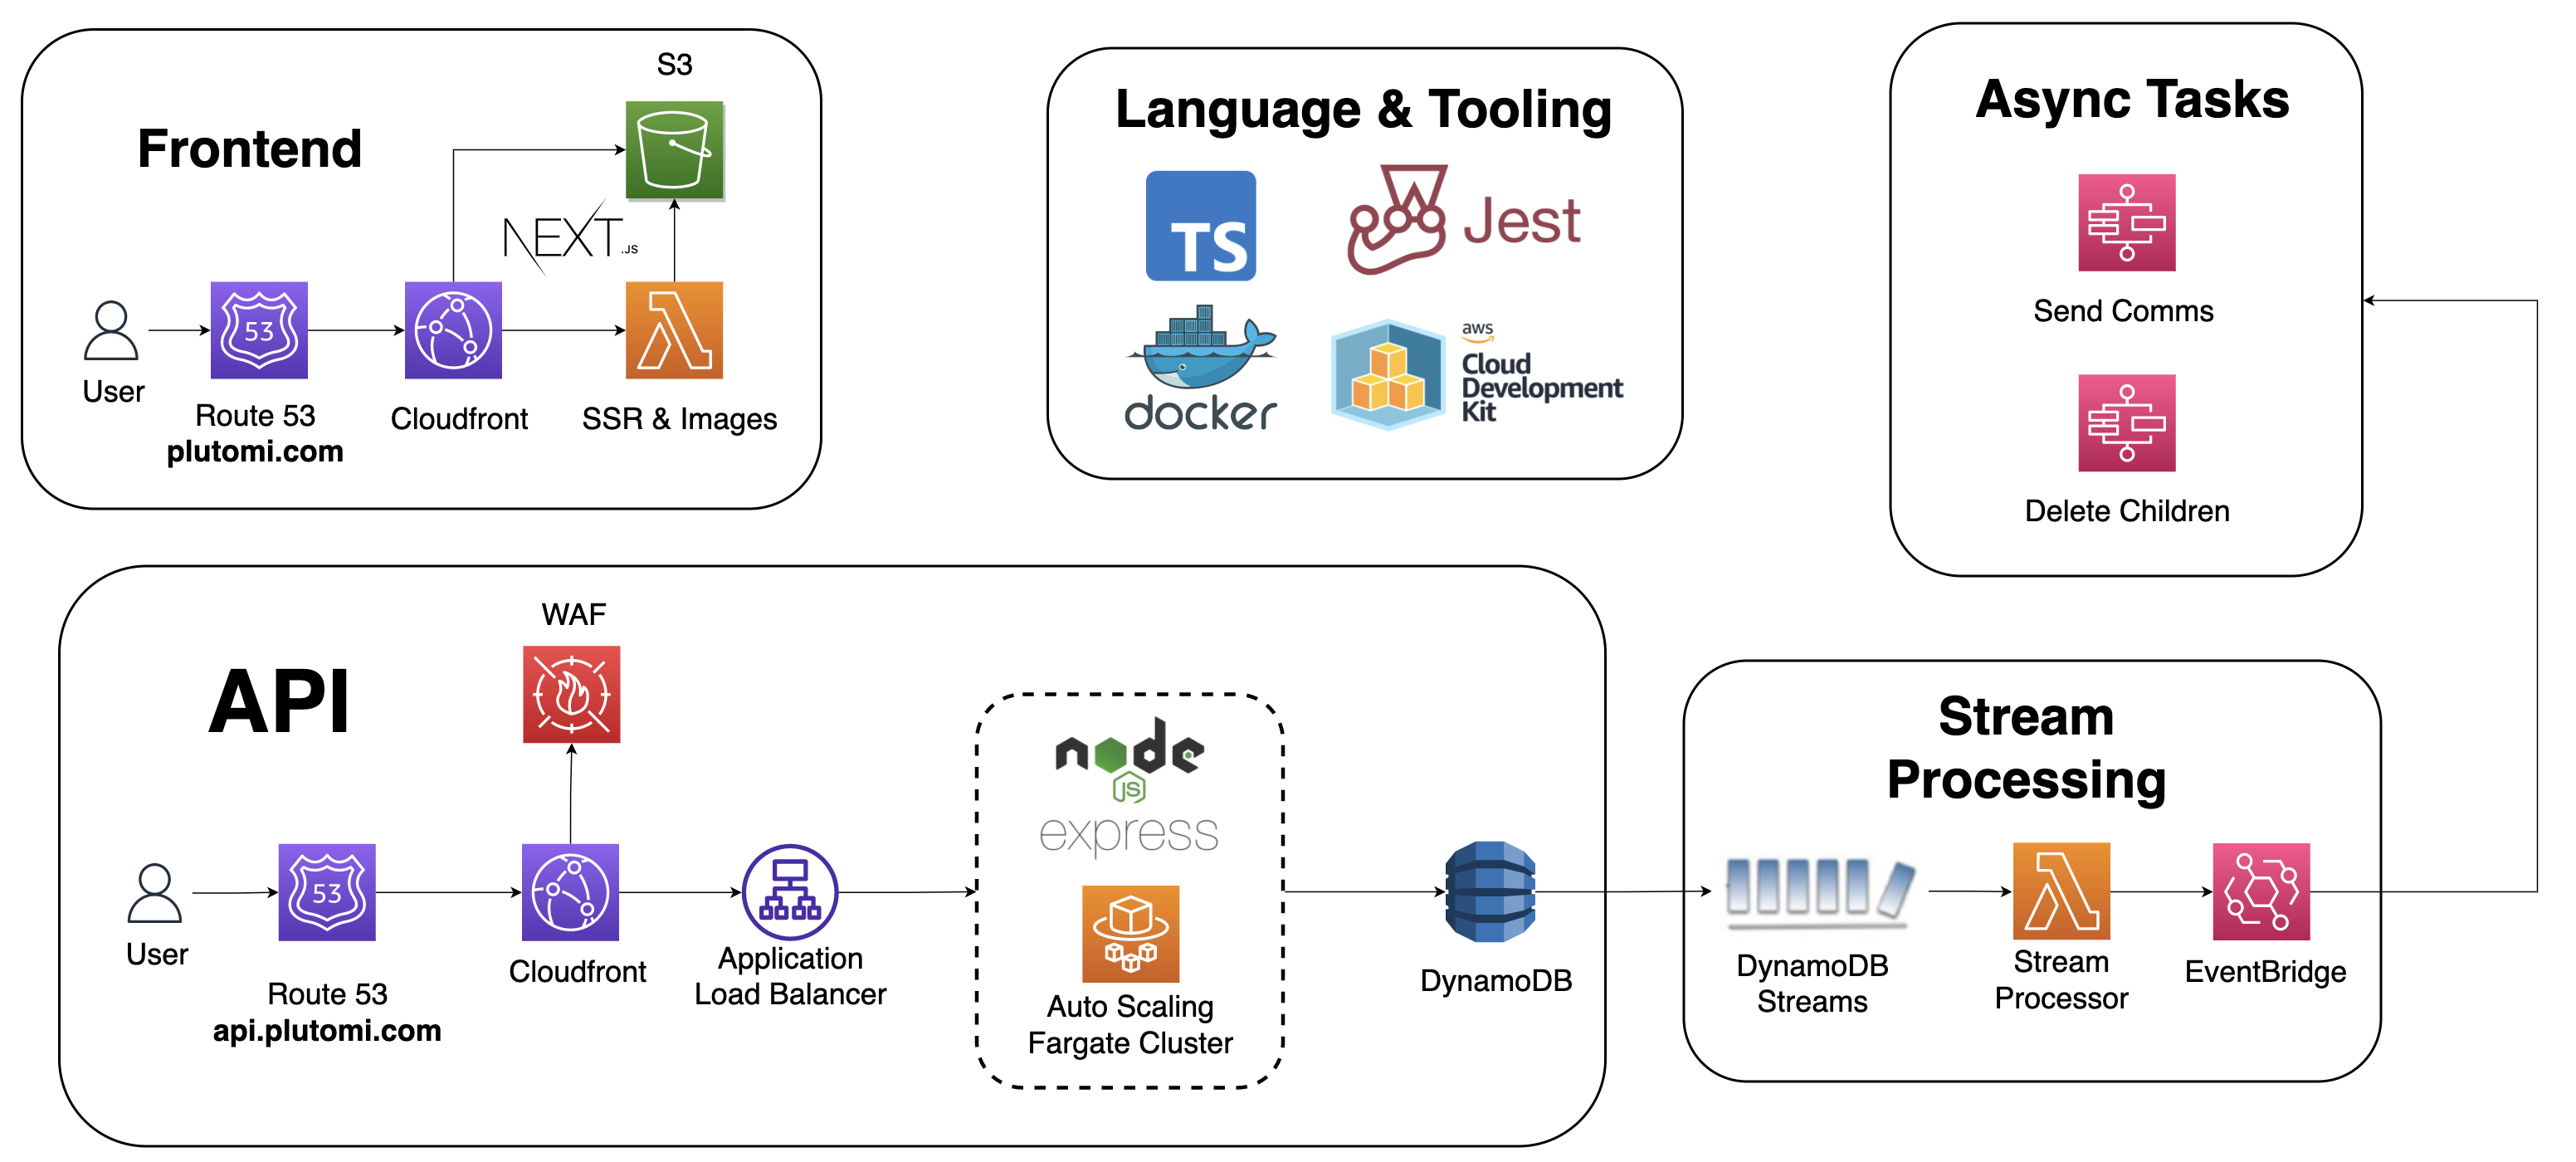 Frontend
S3
NEXT.JS
User
53
Route 53
plutomi.com
Cloudfront
SSR & Images
Language & Tooling
TS
Jest
docker
aws
Cloud
Development
Kit
Async Tasks
Send Comms
Delete Children
API
WAF
User
53
Route 53
api.plutomi.com
Cloudfront
Application
Load Balancer
node
JS
express
Auto Scaling
Fargate Cluster
DynamoDB
Stream
Processing
DynamoDB
Streams
Stream
Processor
EventBridge